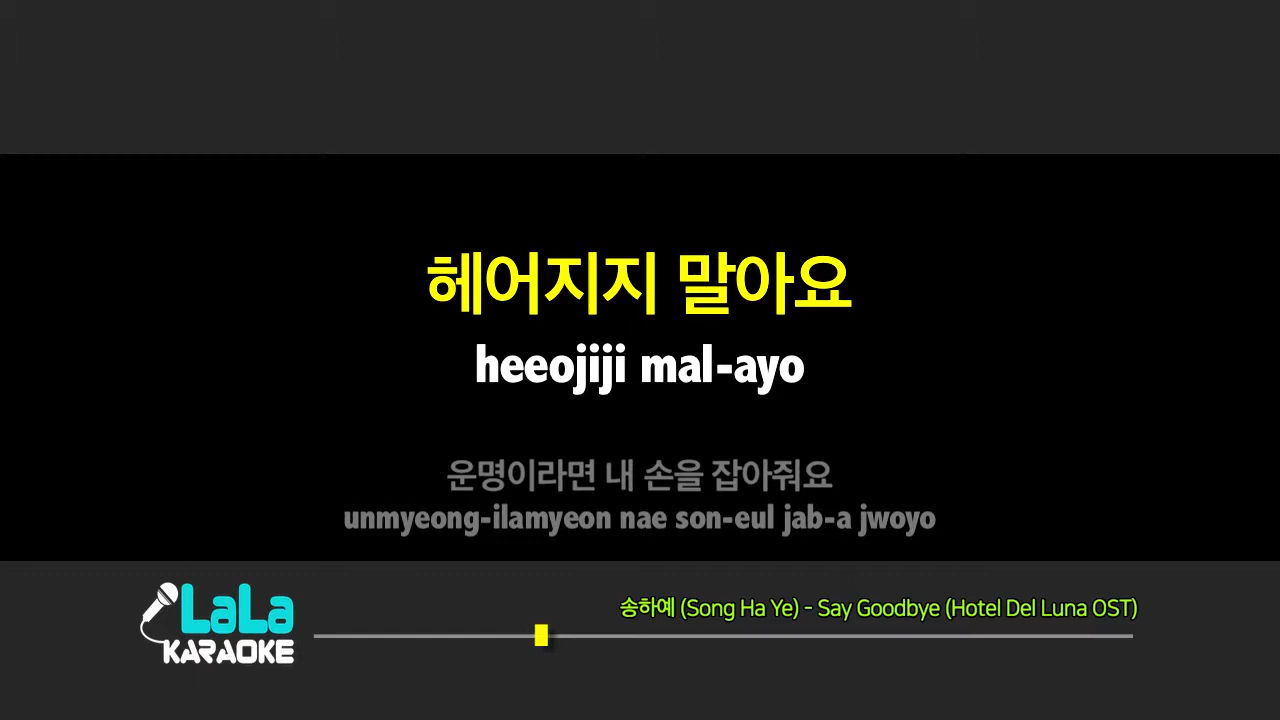 헤어지지 말아요
heeojiji mal-ayo
운명이라면 내 손을 잡아줘요
unmyeong-ilamyeon nae son-eul jab-a jwoyo
LaLa
KARAOKE
송하예 (Song Ha Ye) - Say Goodbye (Hotel Del Luna OST)